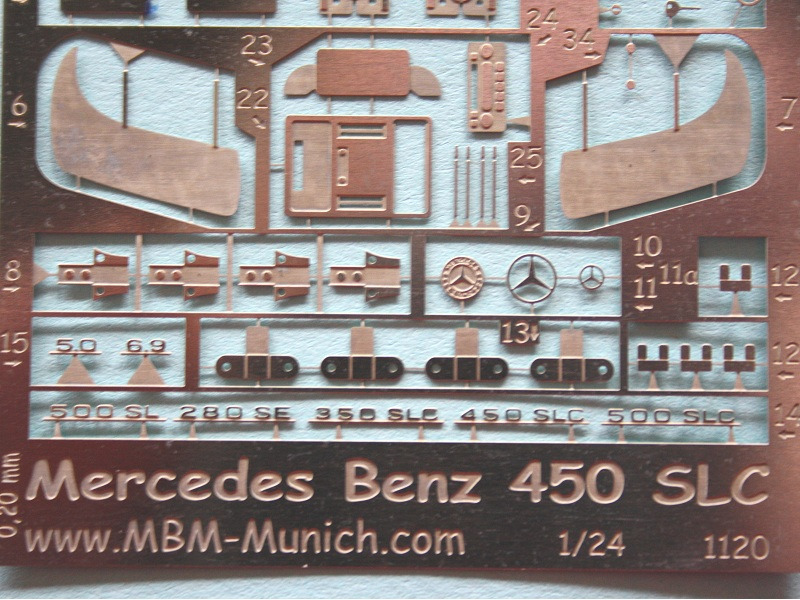 24
23
34
6
22
7
25
9
10
8
11
11a
12
15
5.0
6.9
13
12
500 SL
280 SE
350 SLC
450 SLC
500 SLC
14
0,20 mm
Mercedes Benz 450 SLC
www.MBM-Munich.com
1/24
1120